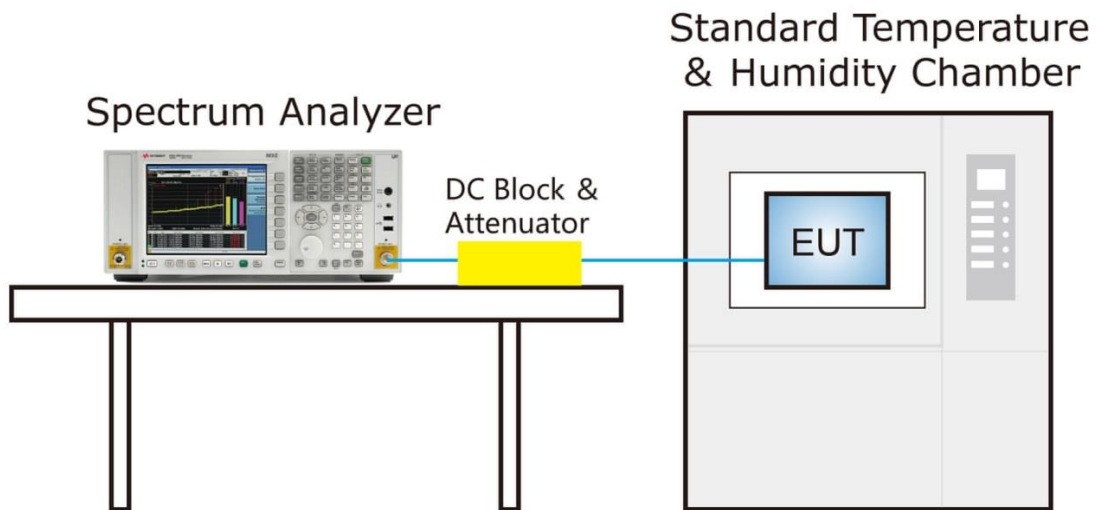 Standard Temperature
& Humidity Chamber
Spectrum Analyzer
DC Block &
Attenuator
EUT